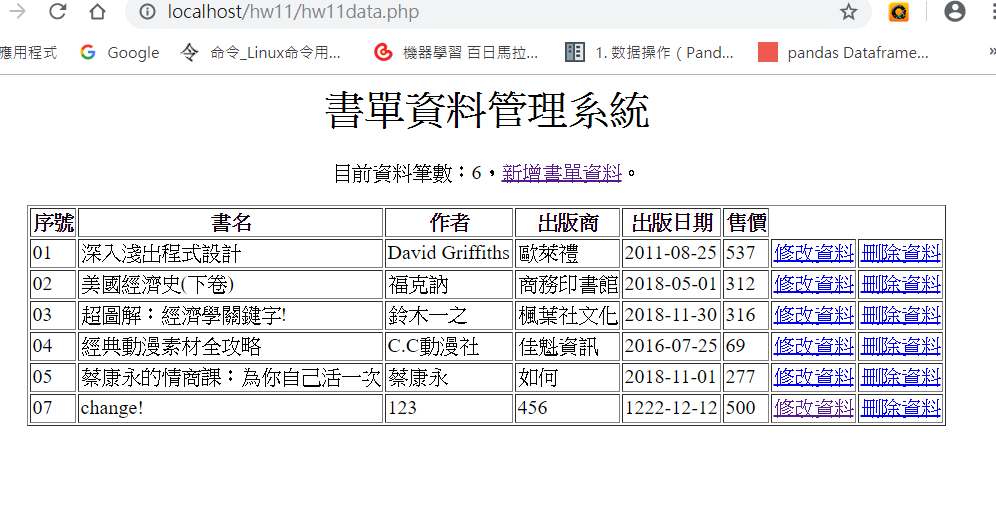 localhost/hw11/hw11data.php
應用程式 Google 命令_Linux命令用... 機器學習 百日馬拉... 1. 数据操作 ( Pand... pandas Dataframe... »
書單資料管理系統
目前資料筆數：6，新增書單資料。
序號 書名 作者 出版商 出版日期 售價
01 深入淺出程式設計 David Griffiths 歐萊禮 2011-08-25 537 修改資料 刪除資料
02 美國經濟史(下卷) 福克訥 商務印書館 2018-05-01 312 修改資料 刪除資料
03 超圖解：經濟學關鍵字! 鈴木一之 楓葉社文化 2018-11-30 316 修改資料 刪除資料
04 經典動漫素材全攻略 C.C動漫社 佳魁資訊 2016-07-25 69 修改資料 刪除資料
05 蔡康永的情商課：為你自己活一次 蔡康永 如何 2018-11-01 277 修改資料 刪除資料
07 change! 123 456 1222-12-12 500 修改資料 刪除資料